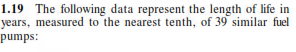 1.19 The following data represent the length of life in
years, measured to the nearest tenth, of 39 similar fuel
pumps: